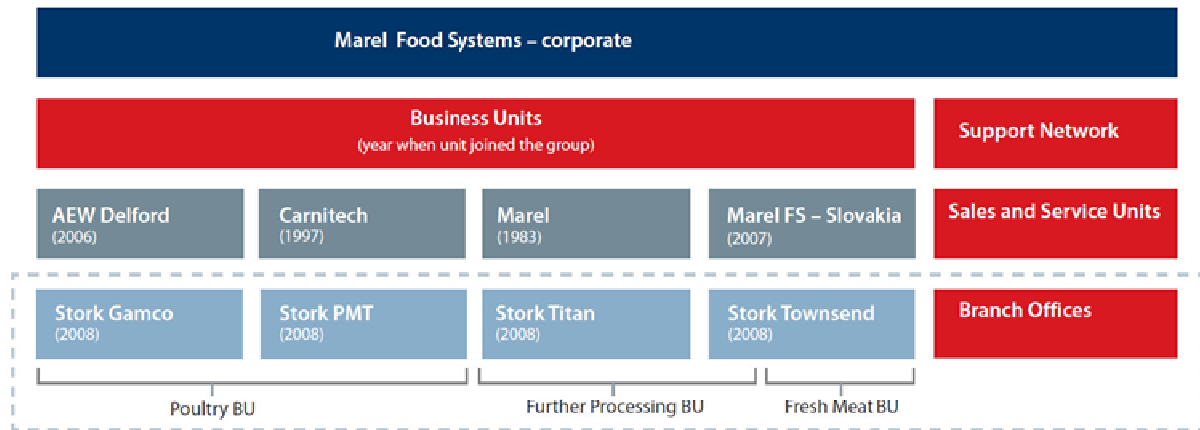 Marel Food Systems – corporate
Business Units
(year when unit joined the group)
Support Network
AEW Delford
(2006)
Carnitech
(1997)
Marel
(1983)
Marel FS – Slovakia
(2007)
Sales and Service Units
Stork Gamco
(2008)
Stork PMT
(2008)
Stork Titan
(2008)
Stork Townsend
(2008)
Branch Offices
Poultry BU
Further Processing BU
Fresh Meat BU